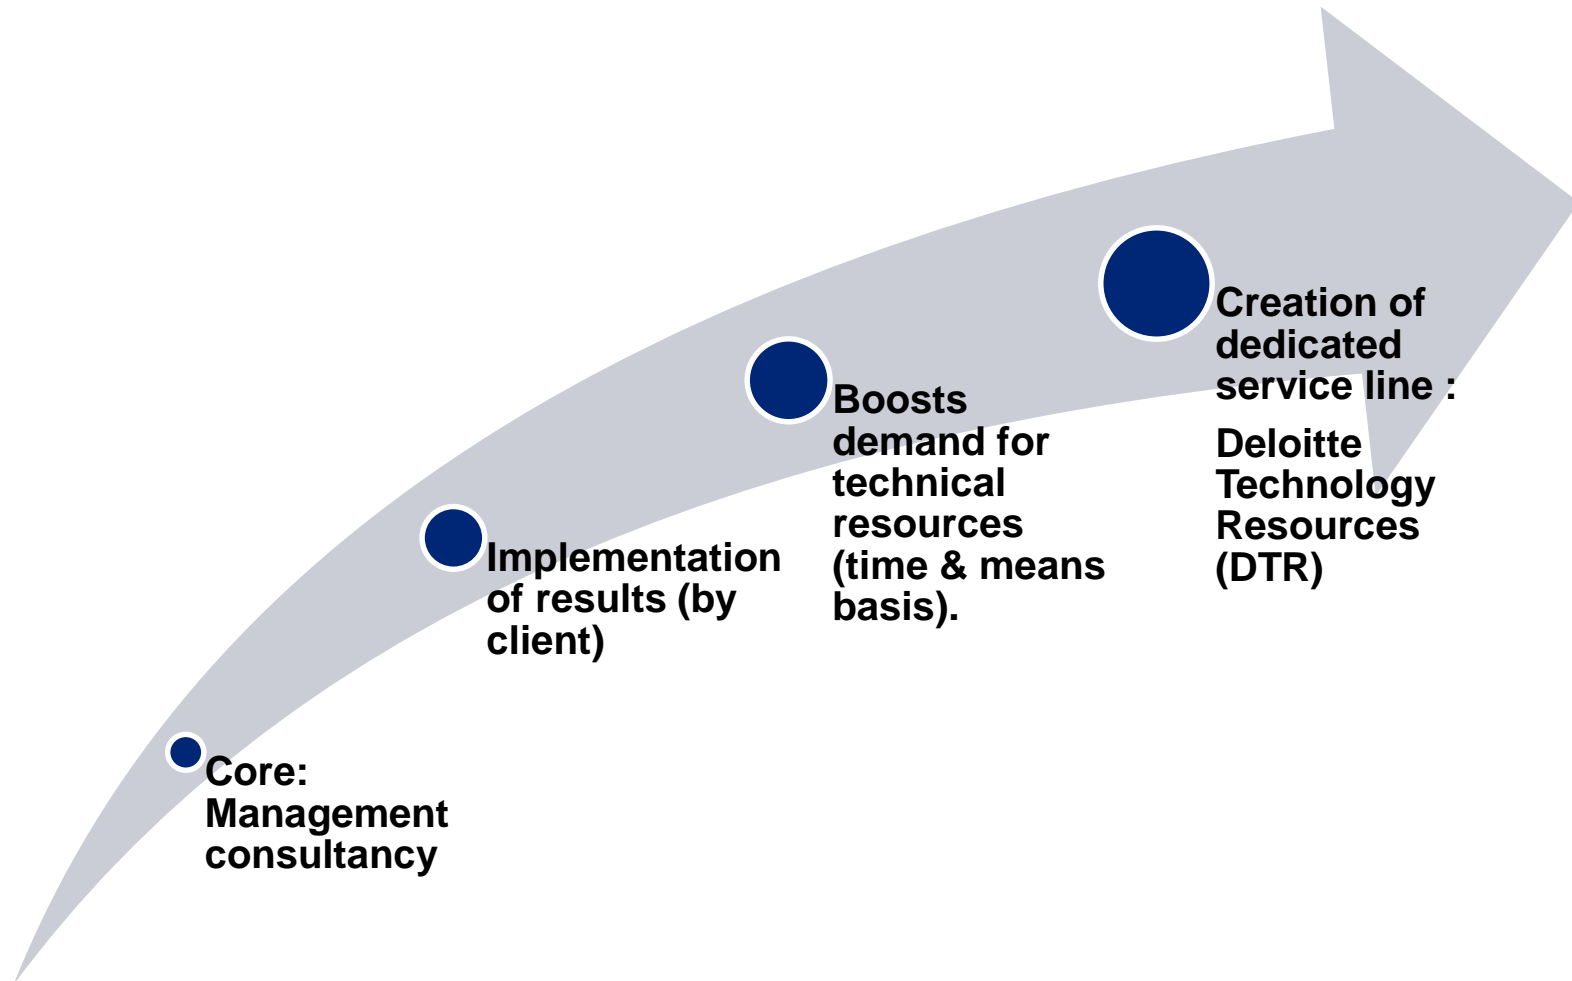 Core:
Management
consultancy
Implementation
of results (by
client)
Boosts
demand for
technical
resources
(time & means
basis).
Creation of
dedicated
service line :
Deloitte
Technology
Resources
(DTR)